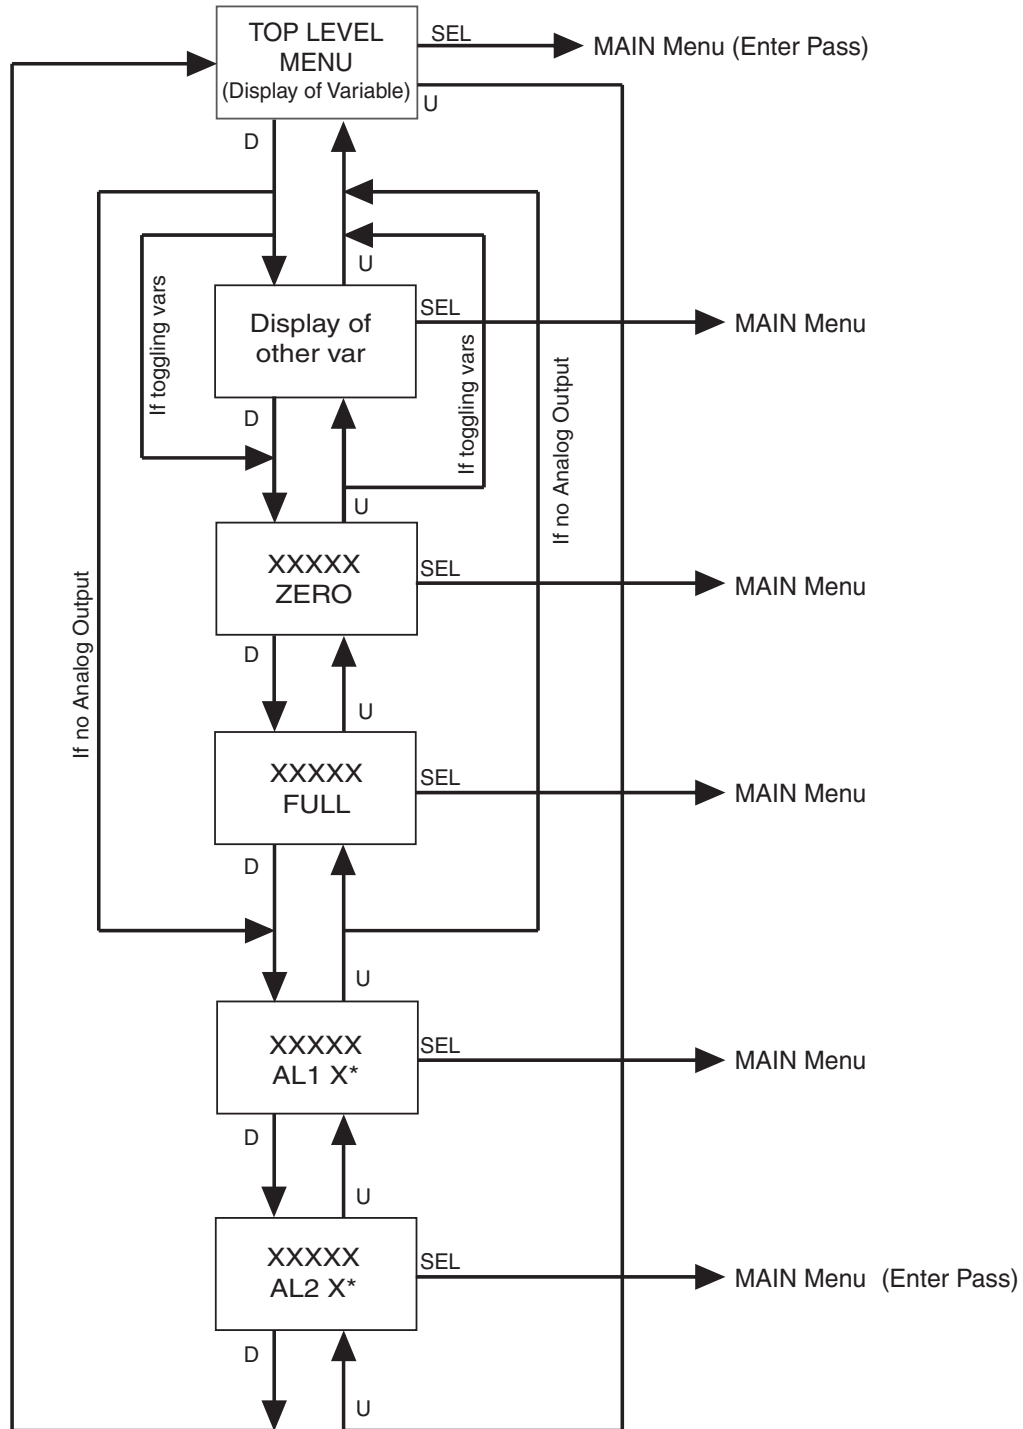 TOP LEVEL
MENU
(Display of Variable)
SEL
MAIN Menu (Enter Pass)
U
D
U
If toggling vars
Display of
other var
SEL
MAIN Menu
If toggling vars
If no Analog Output
D
U
XXXXX
ZERO
SEL
MAIN Menu
If no Analog Output
D
U
XXXXX
FULL
SEL
MAIN Menu
D
U
XXXXX
AL1 X*
SEL
MAIN Menu
D
U
XXXXX
AL2 X*
SEL
MAIN Menu (Enter Pass)
D
U